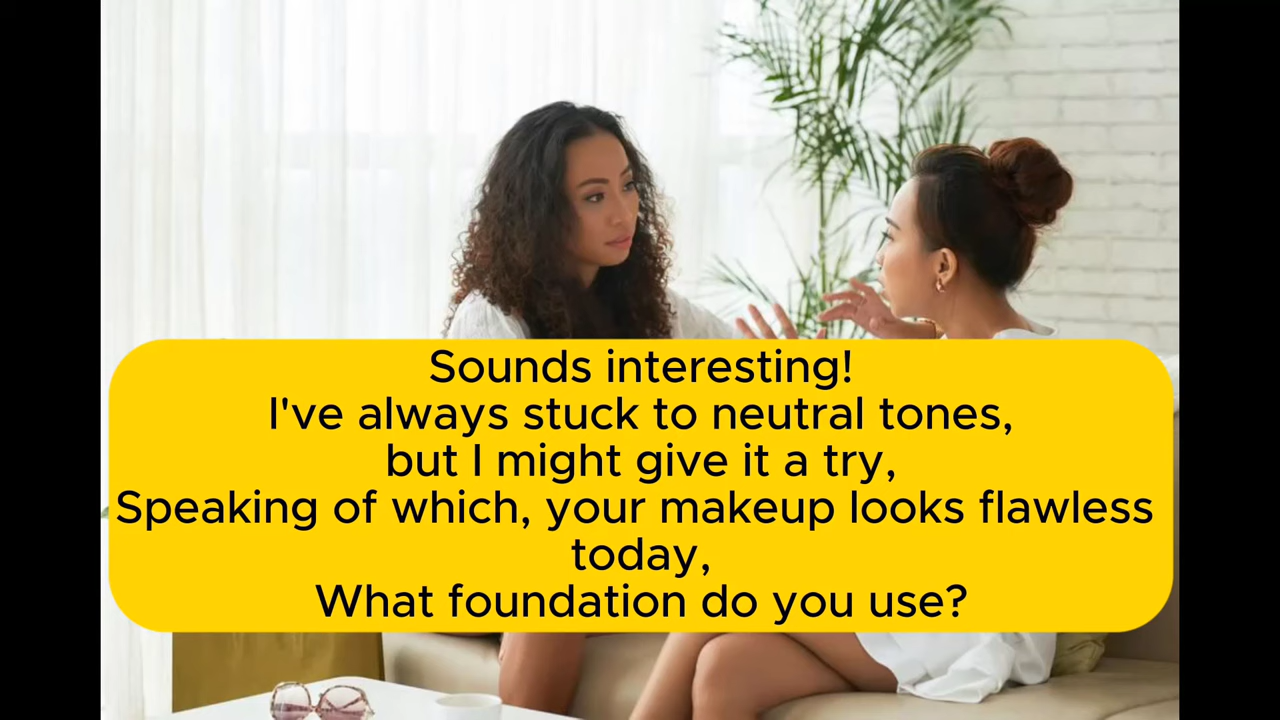 Sounds interesting!
I've always stuck to neutral tones,
but I might give it a try,
Speaking of which, your makeup looks flawless
today,
What foundation do you use?